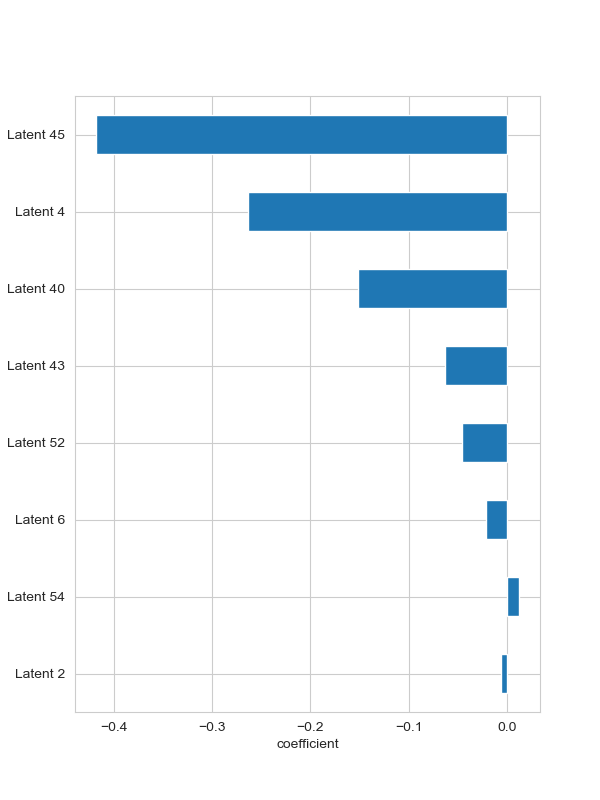 Latent 45
Latent 4
Latent 40
Latent 43
Latent 52
Latent 6
Latent 54
Latent 2
−0.4 −0.3 −0.2 −0.1 0.0
coefficient